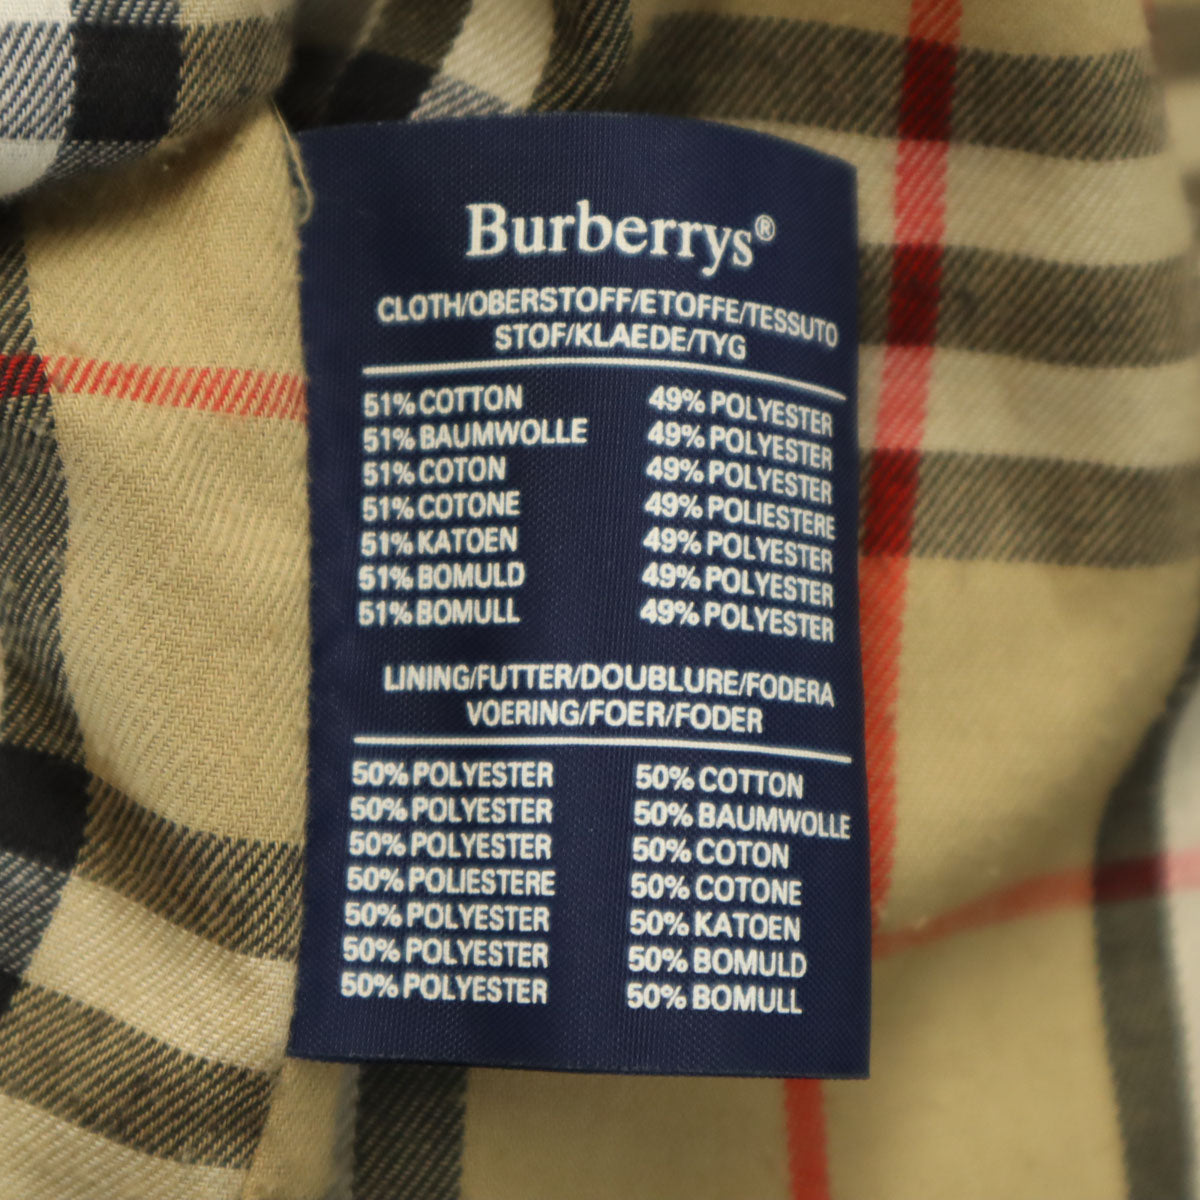 Burberrys®
CLOTH/OBERSTOFF/ETOFFE/TESSUTO
STOF/KLAEDE/TYG
51% COTTON 49% POLYESTER
51% BAUMWOLLE 49% POLYESTER
51% COTON 49% POLYESTER
51% COTONE 49% POLIESTERE
51% KATOEN 49% POLYESTER
51% BOMULD 49% POLYESTER
51% BOMULL 49% POLYESTER
LINING/FUTTER/DOUBLURE/FODERA
VOERING/FOER/FODER
50% POLYESTER 50% COTTON
50% POLYESTER 50% BAUMWOLLE
50% POLYESTER 50% COTON
50% POLIESTERE 50% COTONE
50% POLYESTER 50% KATOEN
50% POLYESTER 50% BOMULD
50% POLYESTER 50% BOMULL